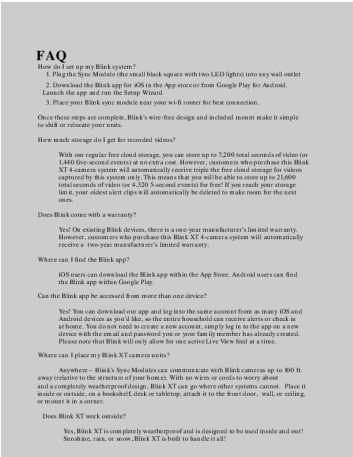 FAQ
How do I set up my Blink system?
1. Plug the Sync Module (the small black square with two LED lights) into any wall outlet
2. Download the Blink app for iOS in the App store or from Google Play for Android.
Launch the app and run the Setup Wizard
3. Place your Blink sync module near your wi-fi router for best connection.
Once these steps are complete, Blink's wire-free design and included mount make it simple
to shift or relocate your units.
How much storage do I get for recorded videos?
With our regular free cloud storage, you can store up to 7,200 total seconds of video (or
1,440 five-second events) at no extra cost. However, customers who purchase this Blink
XT 4-camera system will automatically receive triple the free cloud storage for videos
captured by this system only. This means that you will be able to store up to 21,600
total seconds of video (or 4,320 5-second events) for free! If you reach your storage
limit, your oldest alert clips will automatically be deleted to make room for the next
ones.
Does Blink come with a warranty?
Yes! On existing Blink devices, there is a one-year manufacturer's limited warranty.
However, customers who purchase this Blink XT 4-camera system will automatically
receive a two-year manufacturer's limited warranty.
Where can I find the Blink app?
iOS users can download the Blink app within the App Store. Android users can find
the Blink app within Google Play.
Can the Blink app be accessed from more than one device?
Yes! You can download our app and log into the same account from as many iOS and
Android devices as you'd like, so the entire household can receive alerts or check in
at home. You do not need to create a new account, simply log in to the app on a new
device with the email and password you or your family member has already created.
Please note that Blink will only allow for one active Live View feed at a time.
Where can I place my Blink XT camera units?
Anywhere – Blink's Sync Modules can communicate with Blink cameras up to 100 ft.
away (relative to the structure of your home). With no wires or cords to worry about
and a completely weatherproof design, Blink XT can go where other systems cannot. Place it
inside or outside, on a bookshelf, desk or tabletop, attach it to the front door, wall, or ceiling,
or mount it in a corner.
Does Blink XT work outside?
Yes, Blink XT is completely weatherproof and is designed to be used inside and out!
Sunshine, rain, or snow, Blink XT is built to handle it all!